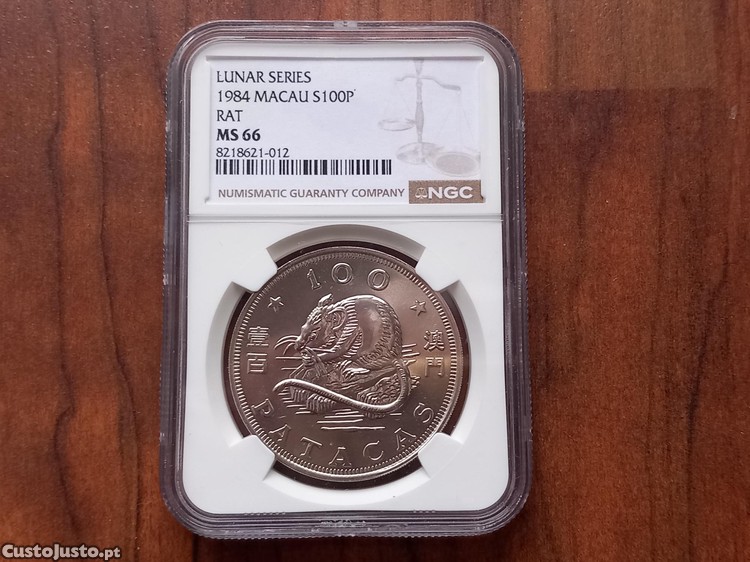 LUNAR SERIES
1984 MACAU S100P
RAT
MS 66
8218621-012
NUMISMATIC GUARANTY COMPANY NGC
100
壹百
澳門
PATACAS
CustoJusto.pt